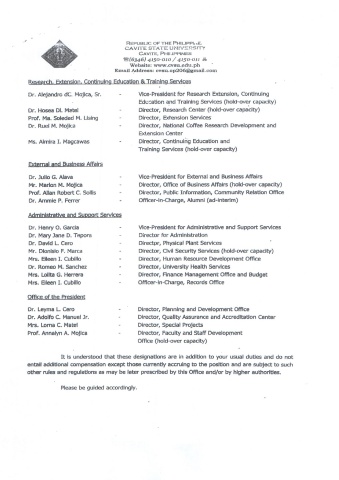 REPUBLIC OF THE PHILIPPINES
CAVITE STATE UNIVERSITY
CAVITE, PHILIPPINES
(6346) 4150-010 / 4150-011
Website: www.cvsu.edu.ph
Email Address: cvsu.op206@gmail.com
Research, Extension, Continuing Education & Training Services
Dr. Alejandro dC. Mojica, Sr. - Vice-President for Research Extension, Continuing
Education and Training Services (hold-over capacity)
Dr. Hosea Dl. Matel - Director, Research Center (hold-over capacity)
Prof. Ma. Soledad M. Lising - Director, Extension Services
Dr. Ruel M. Mojica - Director, National Coffee Research Development and
Extension Center
Ms. Almira I. Magcawas - Director, Continuing Education and
Training Services (hold-over capacity)
External and Business Affairs
Dr. Julio G. Alava - Vice-President for External and Business Affairs
Mr. Marlon M. Mojica - Director, Office of Business Affairs (hold-over capacity)
Prof. Allan Robert C. Solis - Director, Public Information, Community Relation Office
Dr. Ammie P. Ferrer - Officer-in-Charge, Alumni (ad-interim)
Administrative and Support Services
Dr. Henry O. Garcia - Vice-President for Administrative and Support Services
Dr. Mary Jane D. Tepora - Director for Administration
Dr. David L. Cero - Director, Physical Plant Services
Mr. Dionisio F. Marca - Director, Civil Security Services (hold-over capacity)
Mrs. Eileen I. Cubillo - Director, Human Resource Development Office
Dr. Romeo M. Sanchez - Director, University Health Services
Mrs. Lolita G. Herrera - Director, Finance Management Office and Budget
Mrs. Eileen I. Cubillo - Officer-in-Charge, Records Office
Office of the President
Dr. Leyma L. Cero - Director, Planning and Development Office
Dr. Adolfo C. Manuel Jr. - Director, Quality Assurance and Accreditation Center
Mrs. Lorna C. Matel - Director, Special Projects
Prof. Annalyn A. Mojica - Director, Faculty and Staff Development
Office (hold-over capacity)
It is understood that these designations are in addition to your usual duties and do not
entail additional compensation except those currently accruing to the position and are subject to such
other rules and regulations as may be later prescribed by this Office and/or by higher authorities.
Please be guided accordingly.